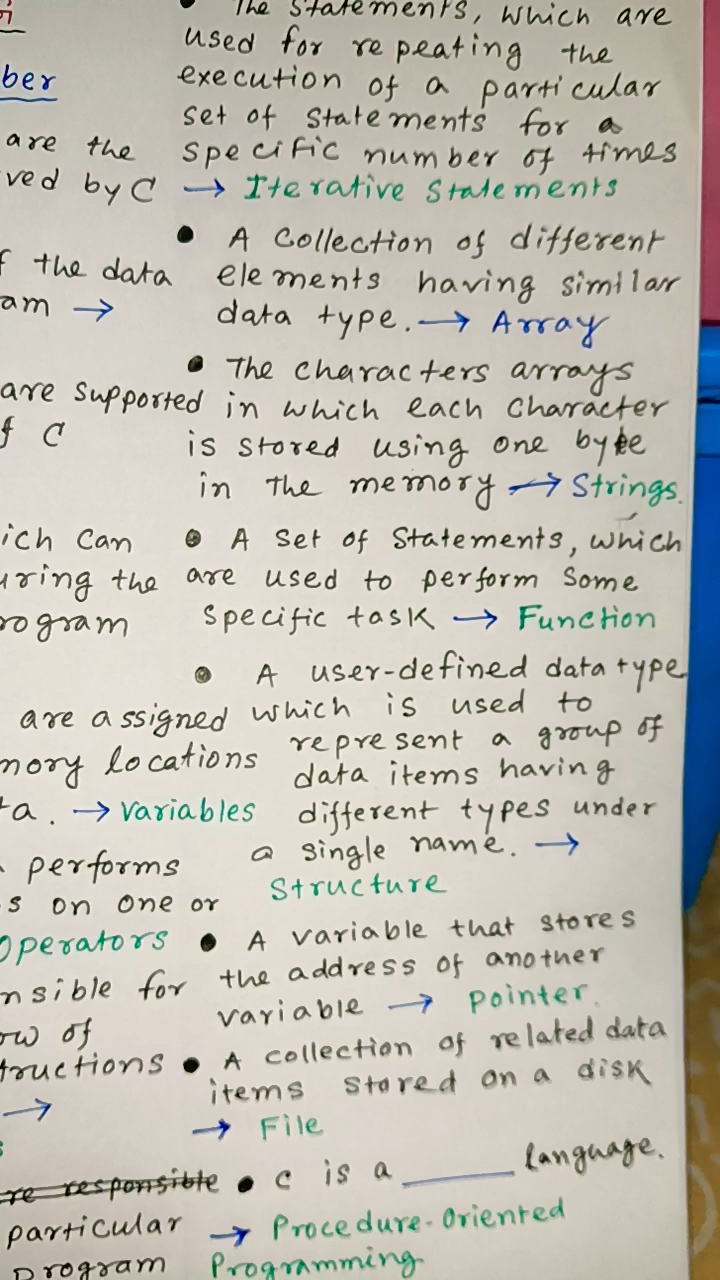 ber
are the
ved by C
f the data
am →
are supported
f C
ich can
uring the
rogram
are assigned
mory locations
ta. → variables
performs
s on one or
operators
nsible for
ow of
tructions
→
re responsible
particular
program
• The statements, which are
used for repeating the
execution of a particular
set of statements for a
specific number of times
→ Iterative statements
• A collection of different
elements having similar
data type. → Array
• The characters arrays
in which each character
is stored using one byte
in the memory → Strings.
• A set of statements, which
are used to perform some
specific task → Function
• A user-defined data type
which is used to
represent a group of
data items having
different types under
a single name. →
Structure
• A variable that stores
the address of another
variable → pointer.
• A collection of related data
items stored on a disk
→ File
• C is a ______ language.
→ Procedure-Oriented
Programming